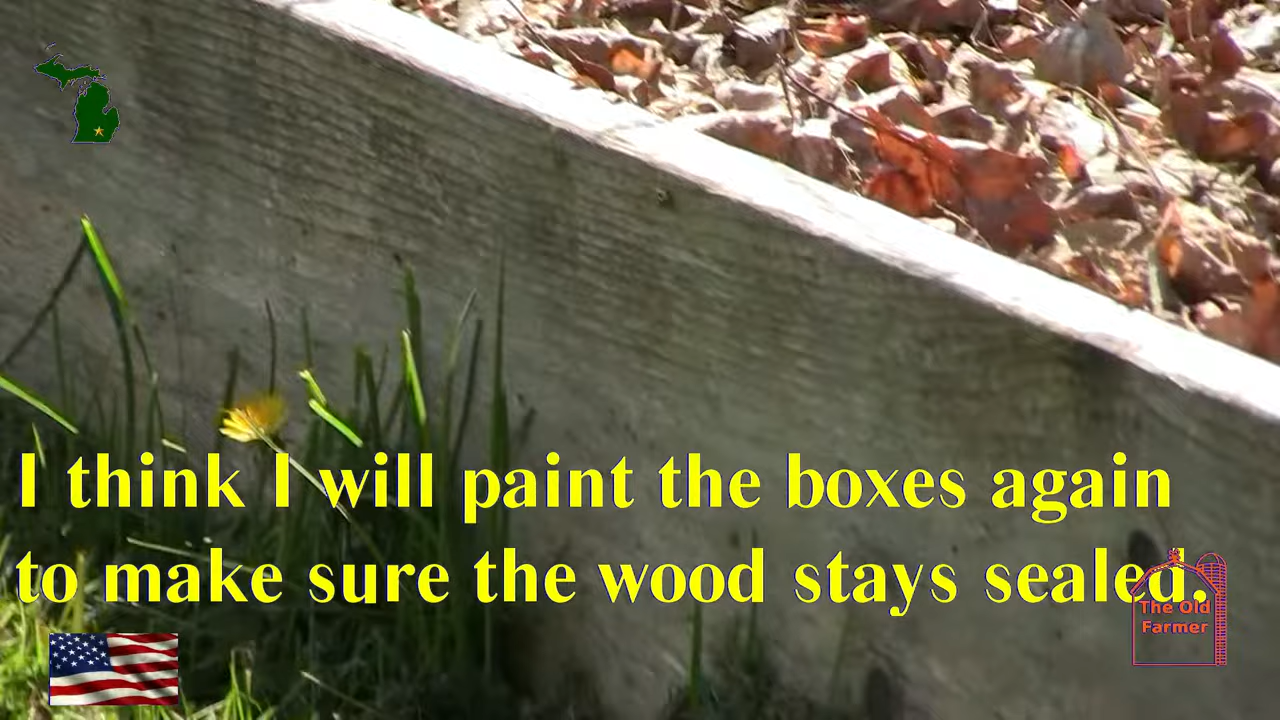 I think I will paint the boxes again
to make sure the wood stays sealed.
The Old
Farmer